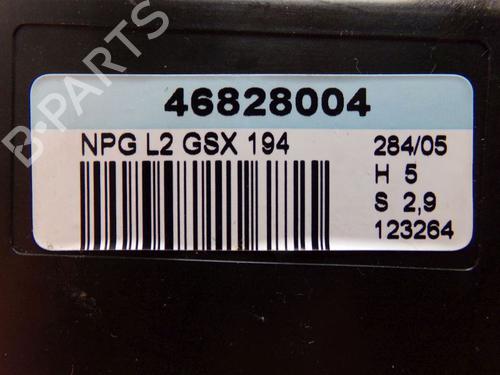 46828004
NPG L2 GSX 194
284/05
H 5
S 2,9
123264
B-PARTS